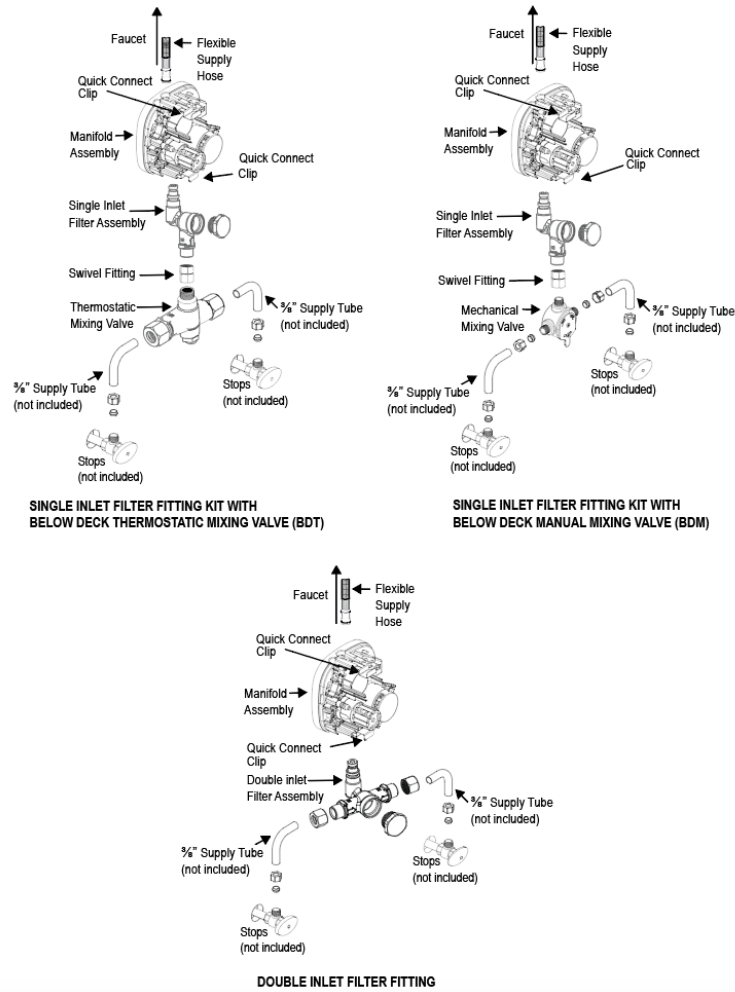 Faucet
Flexible
Supply
Hose
Quick Connect
Clip
Manifold
Assembly
Quick Connect
Clip
Single Inlet
Filter Assembly
Swivel Fitting
Thermostatic
Mixing Valve
⅜” Supply Tube
(not included)
Stops
(not included)
⅜” Supply Tube
(not included)
Stops
(not included)
SINGLE INLET FILTER FITTING KIT WITH
BELOW DECK THERMOSTATIC MIXING VALVE (BDT)
Faucet
Flexible
Supply
Hose
Quick Connect
Clip
Manifold
Assembly
Quick Connect
Clip
Single Inlet
Filter Assembly
Swivel Fitting
Mechanical
Mixing Valve
⅜” Supply Tube
(not included)
Stops
(not included)
⅜” Supply Tube
(not included)
Stops
(not included)
SINGLE INLET FILTER FITTING KIT WITH
BELOW DECK MANUAL MIXING VALVE (BDM)
Faucet
Flexible
Supply
Hose
Quick Connect
Clip
Manifold
Assembly
Quick Connect
Clip
Double inlet
Filter Assembly
⅜” Supply Tube
(not included)
Stops
(not included)
⅜” Supply Tube
(not included)
Stops
(not included)
DOUBLE INLET FILTER FITTING